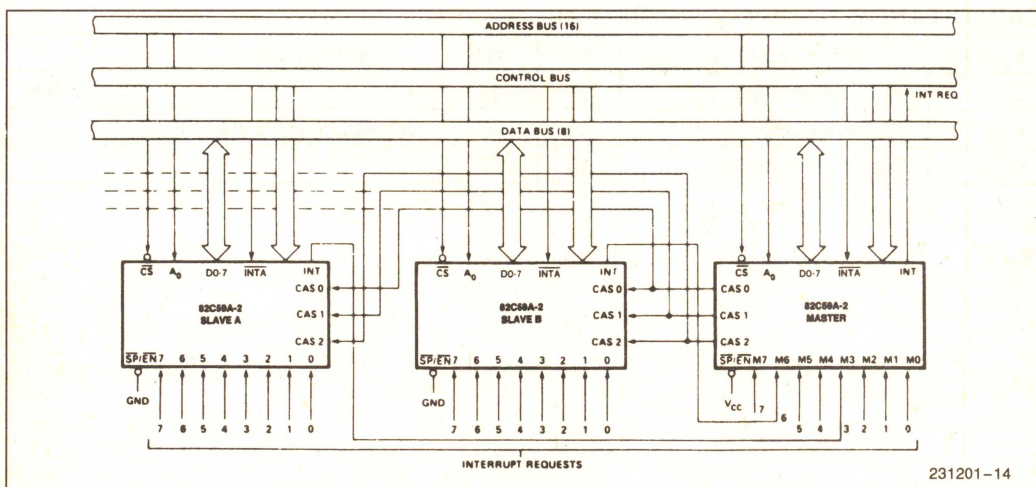 ADDRESS BUS (16)
CONTROL BUS
INT REQ
DATA BUS (8)
CS A0 D0-7 INTA INT
CAS 0
82C59A-2
SLAVE A
CAS 1
CAS 2
SP/EN 7 6 5 4 3 2 1 0
GND
7 6 5 4 3 2 1 0
CS A0 D0-7 INTA INT
CAS 0
82C59A-2
SLAVE B
CAS 1
CAS 2
SP/EN 7 6 5 4 3 2 1 0
GND
7 6 5 4 3 2 1 0
CS A0 D0-7 INTA INT
CAS 0
82C59A-2
MASTER
CAS 1
CAS 2
SP/EN M7 M6 M5 M4 M3 M2 M1 M0
VCC
7 6 5 4 3 2 1 0
INTERRUPT REQUESTS
231201-14